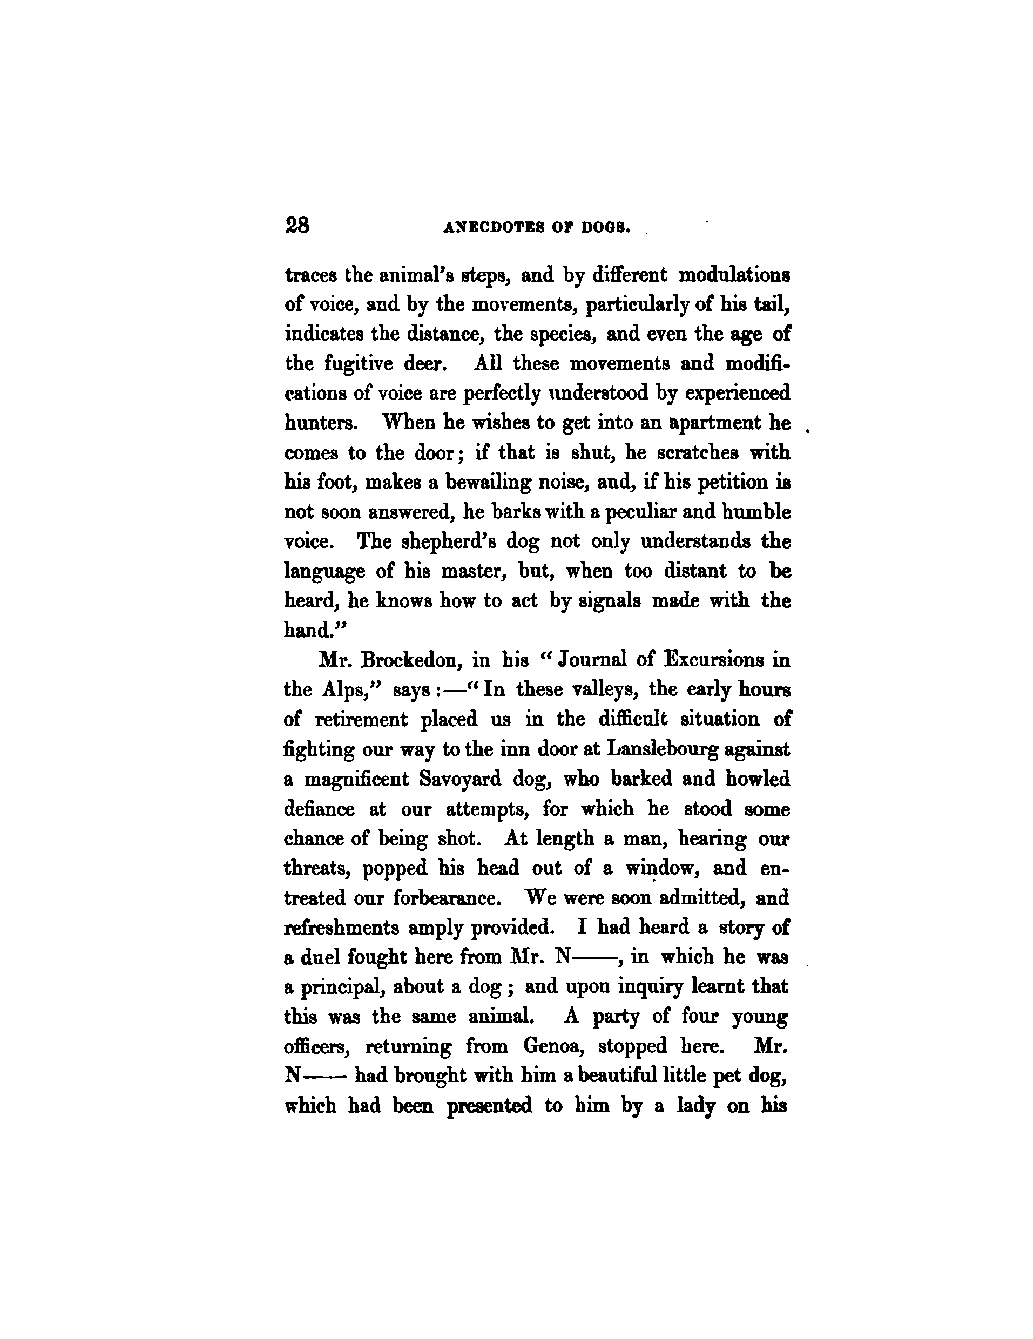 28 ANECDOTES OF DOGS.
traces the animal's steps, and by different modulations
of voice, and by the movements, particularly of his tail,
indicates the distance, the species, and even the age of
the fugitive deer. All these movements and modifi-
cations of voice are perfectly understood by experienced
hunters. When he wishes to get into an apartment he
comes to the door; if that is shut, he scratches with
his foot, makes a bewailing noise, and, if his petition is
not soon answered, he barks with a peculiar and humble
voice. The shepherd's dog not only understands the
language of his master, but, when too distant to be
heard, he knows how to act by signals made with the
hand."
Mr. Brockedon, in his "Journal of Excursions in
the Alps," says:—"In these valleys, the early hours
of retirement placed us in the difficult situation of
fighting our way to the inn door at Lanslebourg against
a magnificent Savoyard dog, who barked and howled
defiance at our attempts, for which he stood some
chance of being shot. At length a man, hearing our
threats, popped his head out of a window, and en-
treated our forbearance. We were soon admitted, and
refreshments amply provided. I had heard a story of
a duel fought here from Mr. N——, in which he was
a principal, about a dog; and upon inquiry learnt that
this was the same animal. A party of four young
officers, returning from Genoa, stopped here. Mr.
N—— had brought with him a beautiful little pet dog,
which had been presented to him by a lady on his